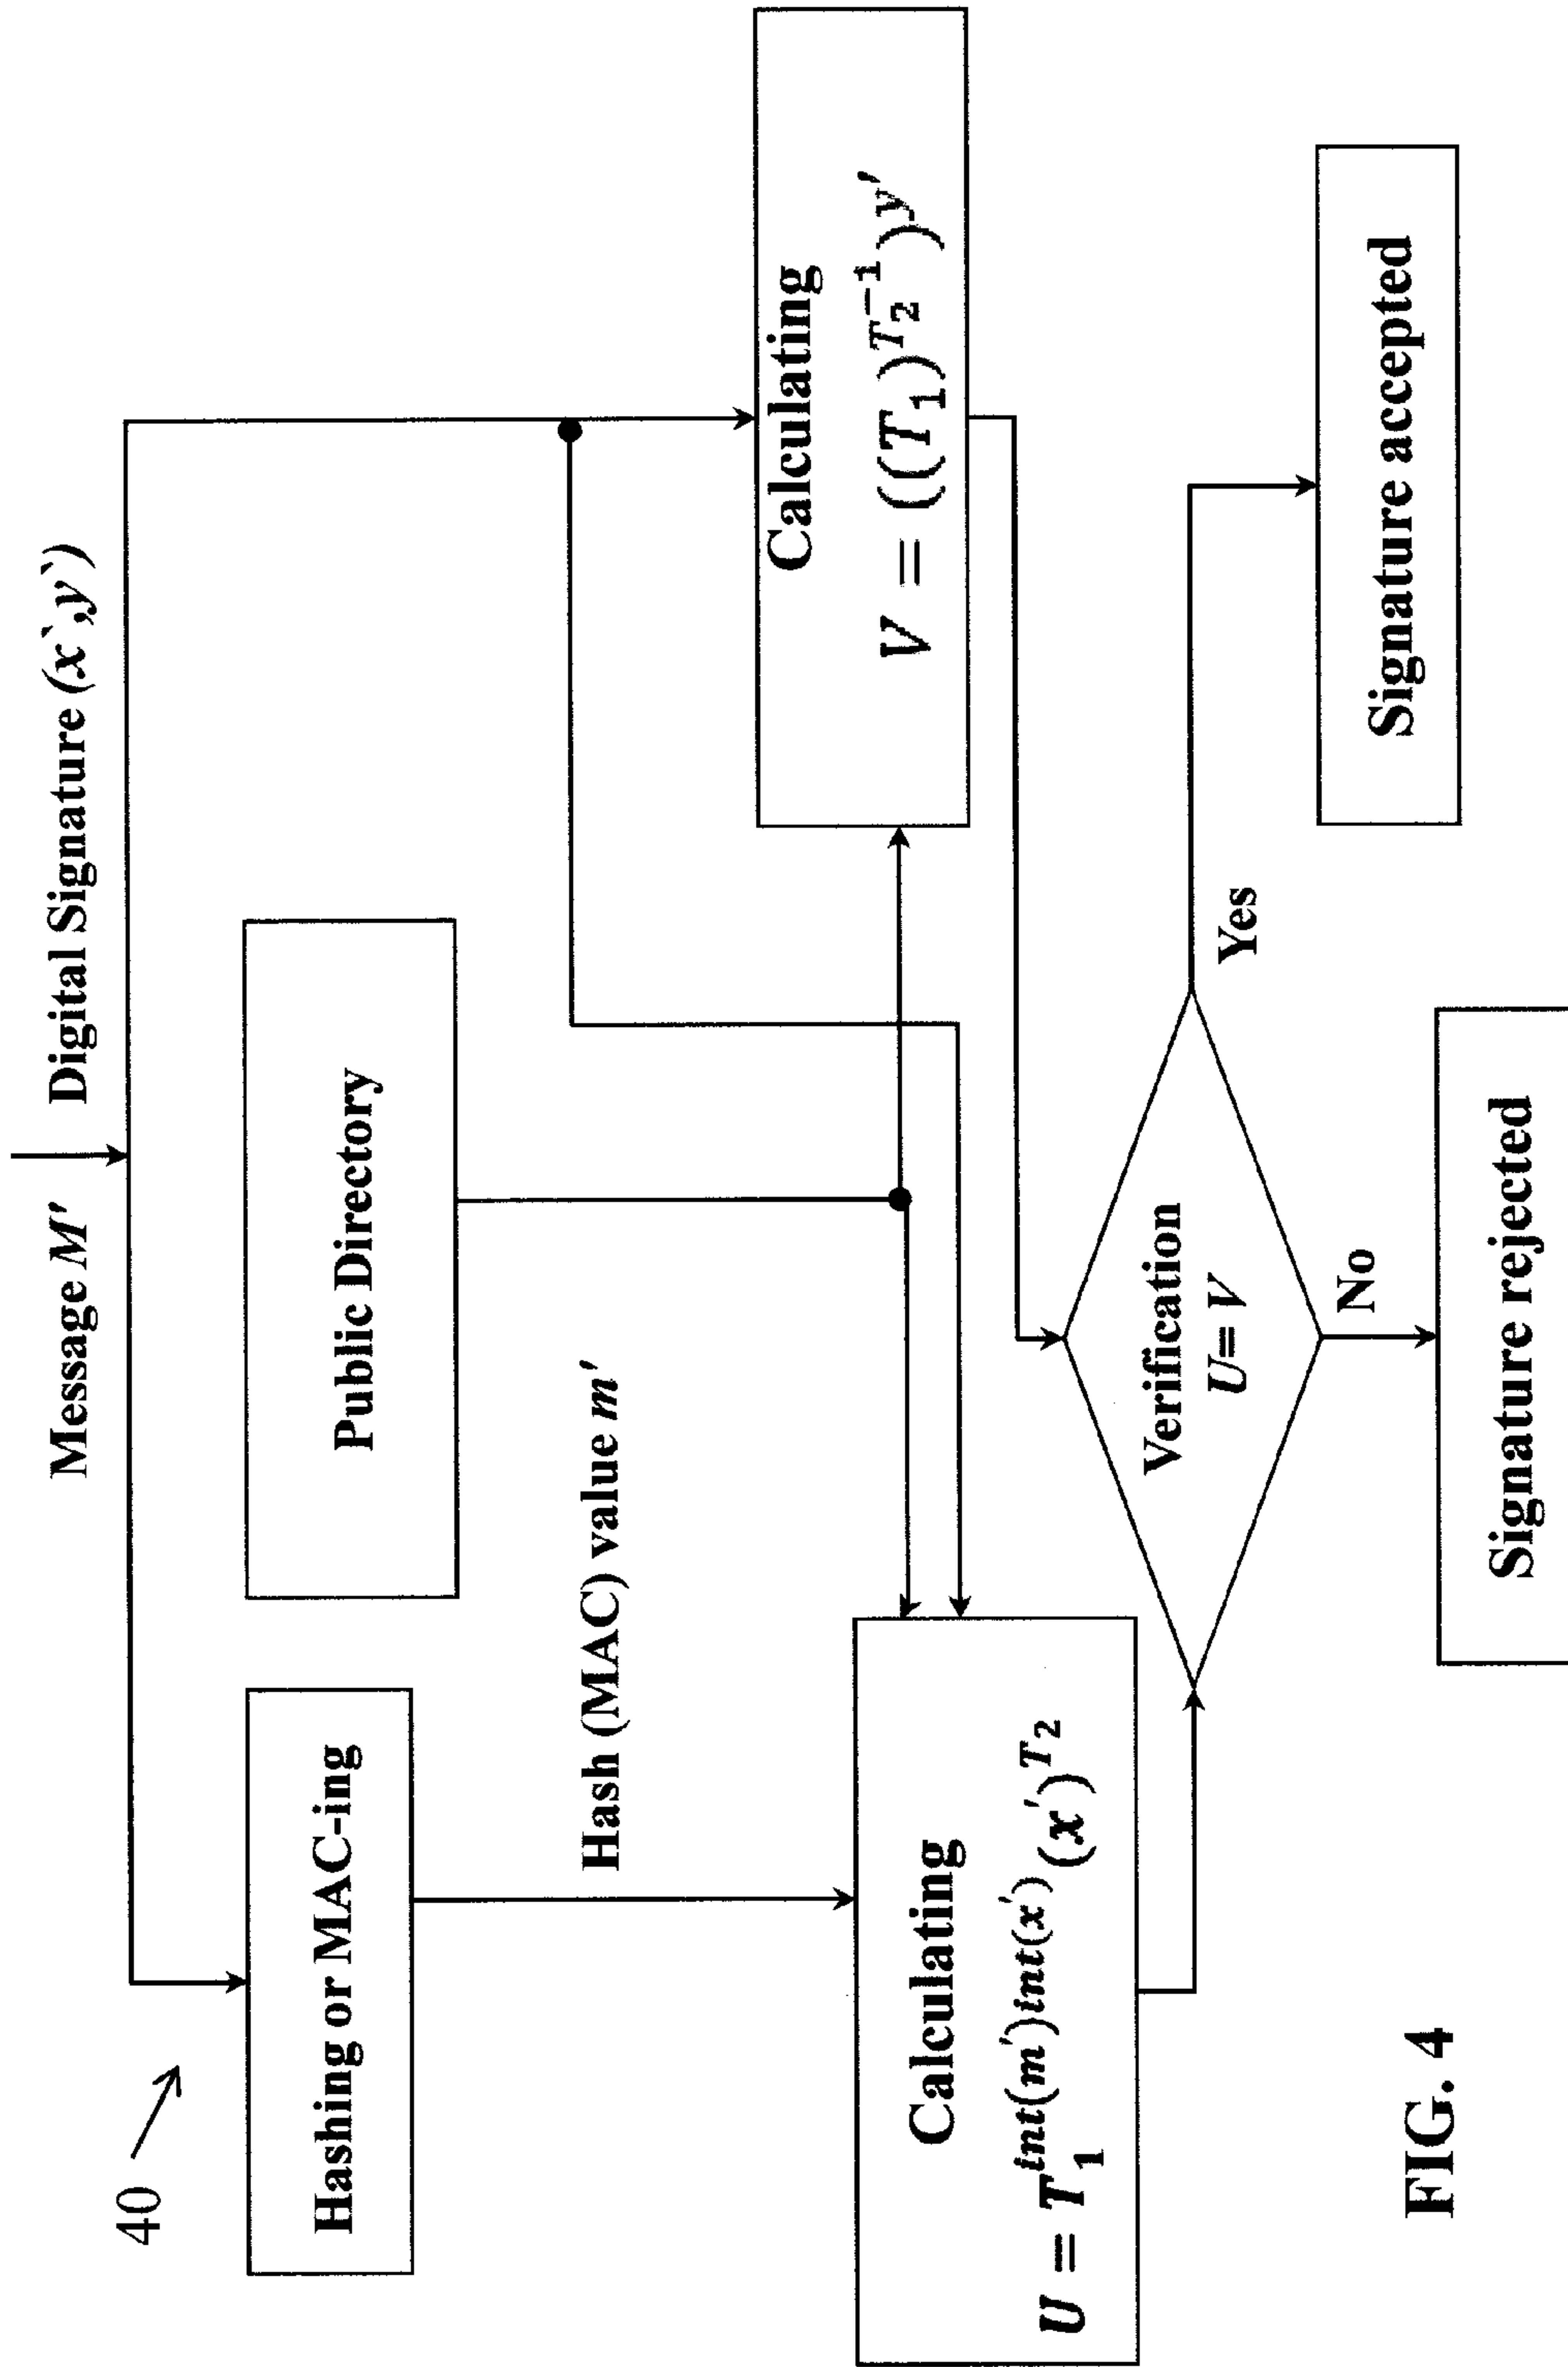 Message M′ Digital Signature (x`,y`)
40
Hashing or MAC-ing
Public Directory
Hash (MAC) value m′
Calculating
U = T₁^int(m′)int(x′) (x′)^T₂
Calculating
V = ((T₁)^T₂⁻¹)y′
Verification
U= V
Yes
No
Signature accepted
Signature rejected
FIG. 4